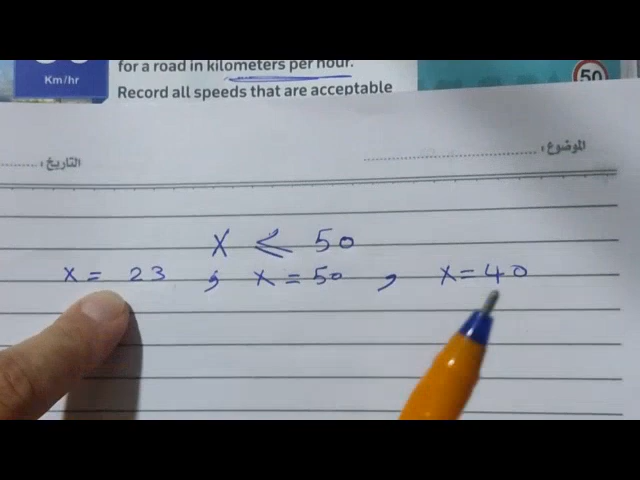 Km/hr
for a road in kilometers per hour.
Record all speeds that are acceptable
50
الموضوع : التاريخ :
X ≤ 50
x = 23 , x = 50 , x = 40